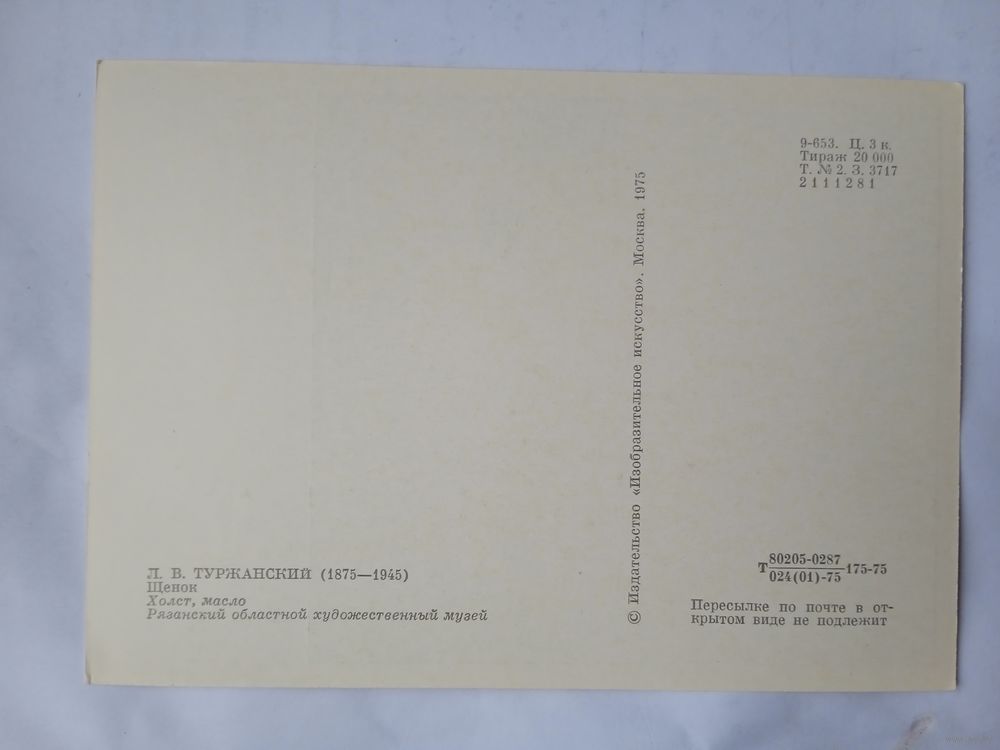 9-653. Ц. 3 к.
Тираж 20 000
Т. № 2. З. 3717
2111281
© Издательство «Изобразительное искусство». Москва. 1975
Л. В. ТУРЖАНСКИЙ (1875—1945)
Щенок
Холст, масло
Рязанский областной художественный музей
Т 80205-0287
024(01)-75 175-75
Пересылке по почте в от-
крытом виде не подлежит